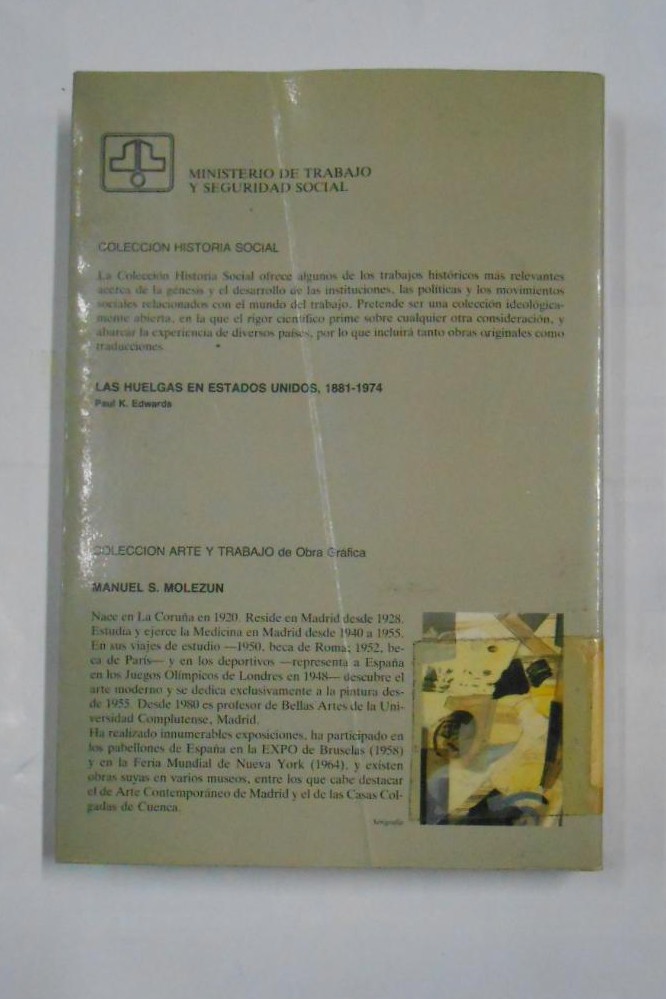 MINISTERIO DE TRABAJO
Y SEGURIDAD SOCIAL
COLECCION HISTORIA SOCIAL
La Colección Historia Social ofrece algunos de los trabajos históricos más relevantes
acerca de la génesis y el desarrollo de las instituciones, las políticas y los movimientos
sociales relacionados con el mundo del trabajo. Pretende ser una colección ideológica-
mente abierta, en la que el rigor científico prime sobre cualquier otra consideración, y
abarcar la experiencia de diversos países, por lo que incluirá tanto obras originales como
traducciones.
LAS HUELGAS EN ESTADOS UNIDOS, 1881-1974
Paul K. Edwards
COLECCION ARTE Y TRABAJO de Obra Gráfica
MANUEL S. MOLEZUN
Nace en La Coruña en 1920. Reside en Madrid desde 1928.
Estudia y ejerce la Medicina en Madrid desde 1940 a 1955.
En sus viajes de estudio —1950, beca de Roma; 1952, be-
ca de París— y en los deportivos —representa a España
en los Juegos Olímpicos de Londres en 1948— descubre el
arte moderno y se dedica exclusivamente a la pintura des-
de 1955. Desde 1980 es profesor de Bellas Artes de la Uni-
versidad Complutense, Madrid.
Ha realizado innumerables exposiciones, ha participado en
los pabellones de España en la EXPO de Bruselas (1958)
y en la Feria Mundial de Nueva York (1964), y existen
obras suyas en varios museos, entre los que cabe destacar
el de Arte Contemporáneo de Madrid y el de las Casas Col-
gadas de Cuenca.
Serigrafía